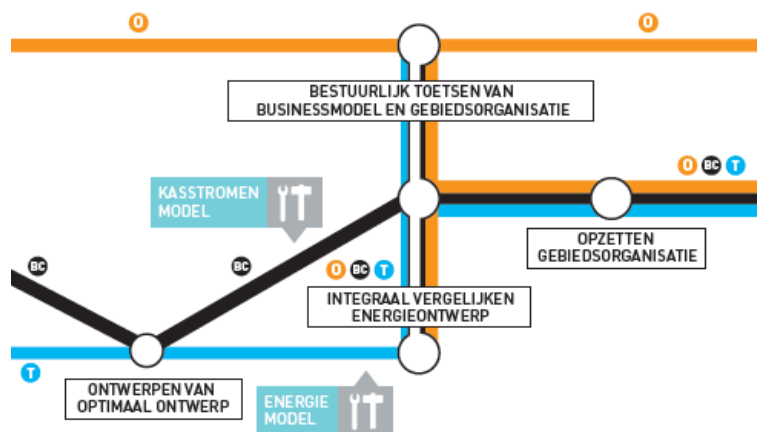 O
O
BESTUURLIJK TOETSEN VAN
BUSINESSMODEL EN GEBIEDSORGANISATIE
O BC T
KASSTROMEN
MODEL
OPZETTEN
GEBIEDSORGANISATIE
BC
BC
O BC T
INTEGRAAL VERGELIJKEN
ENERGIEONTWERP
T
ONTWERPEN VAN
OPTIMAAL ONTWERP
ENERGIE
MODEL